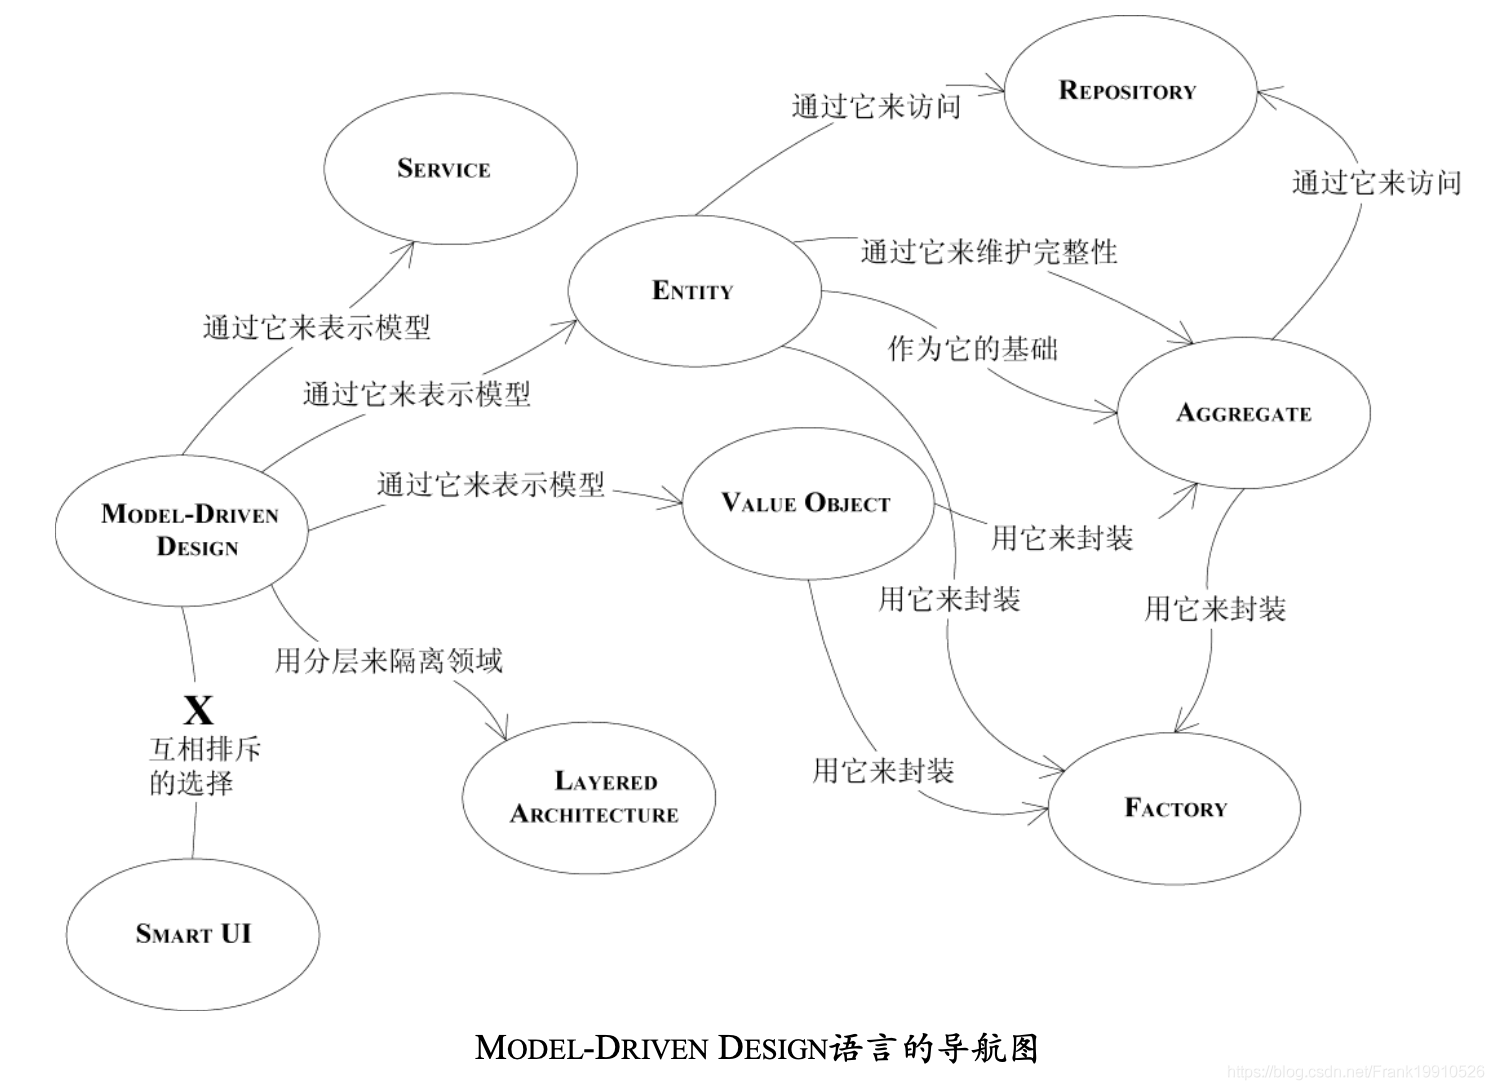 REPOSITORY
通过它来访问
SERVICE
通过它来访问
通过它来维护完整性
ENTITY
通过它来表示模型
作为它的基础
通过它来表示模型
AGGREGATE
通过它来表示模型
VALUE OBJECT
MODEL-DRIVEN
DESIGN
用它来封装
用它来封装
用它来封装
用分层来隔离领域
X
互相排斥
的选择
用它来封装
LAYERED
ARCHITECTURE
FACTORY
SMART UI
MODEL-DRIVEN DESIGN语言的导航图
https://blog.csdn.net/Frank19910526